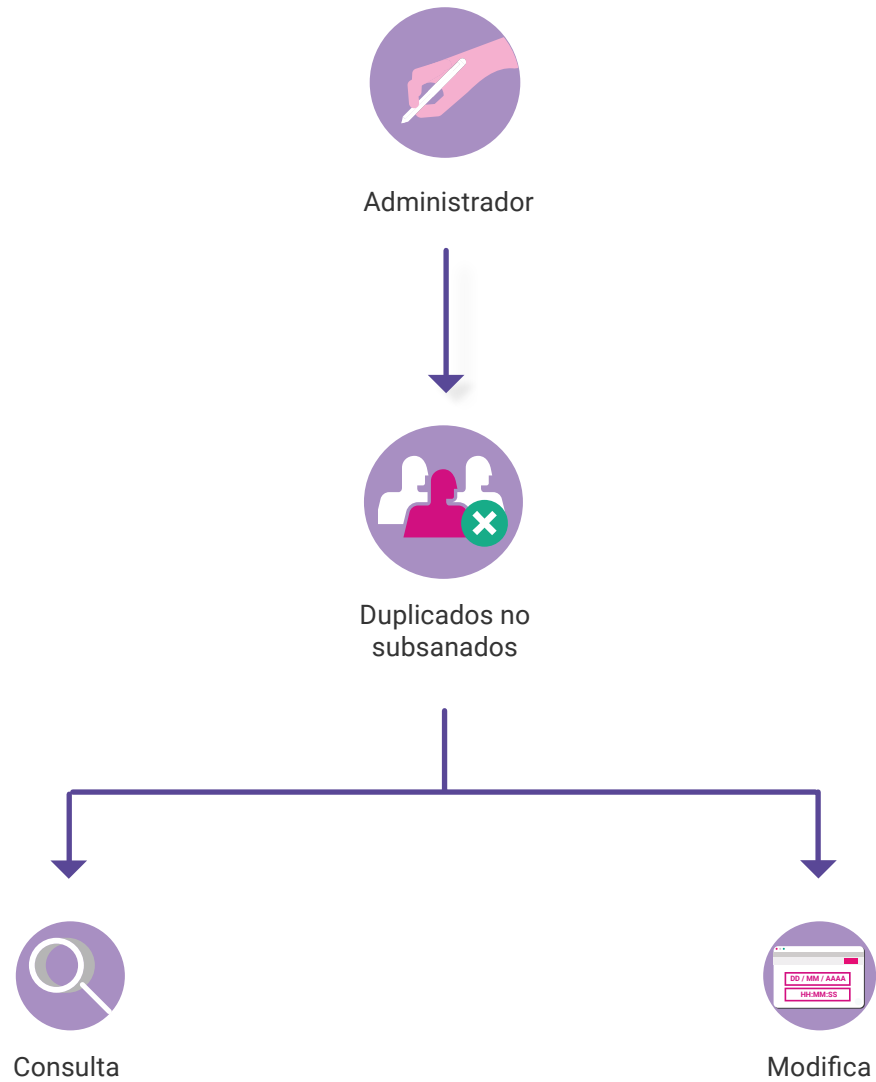 Administrador
Duplicados no
subsanados
DD / MM / AAAA
HH:MM:SS
Consulta
Modifica